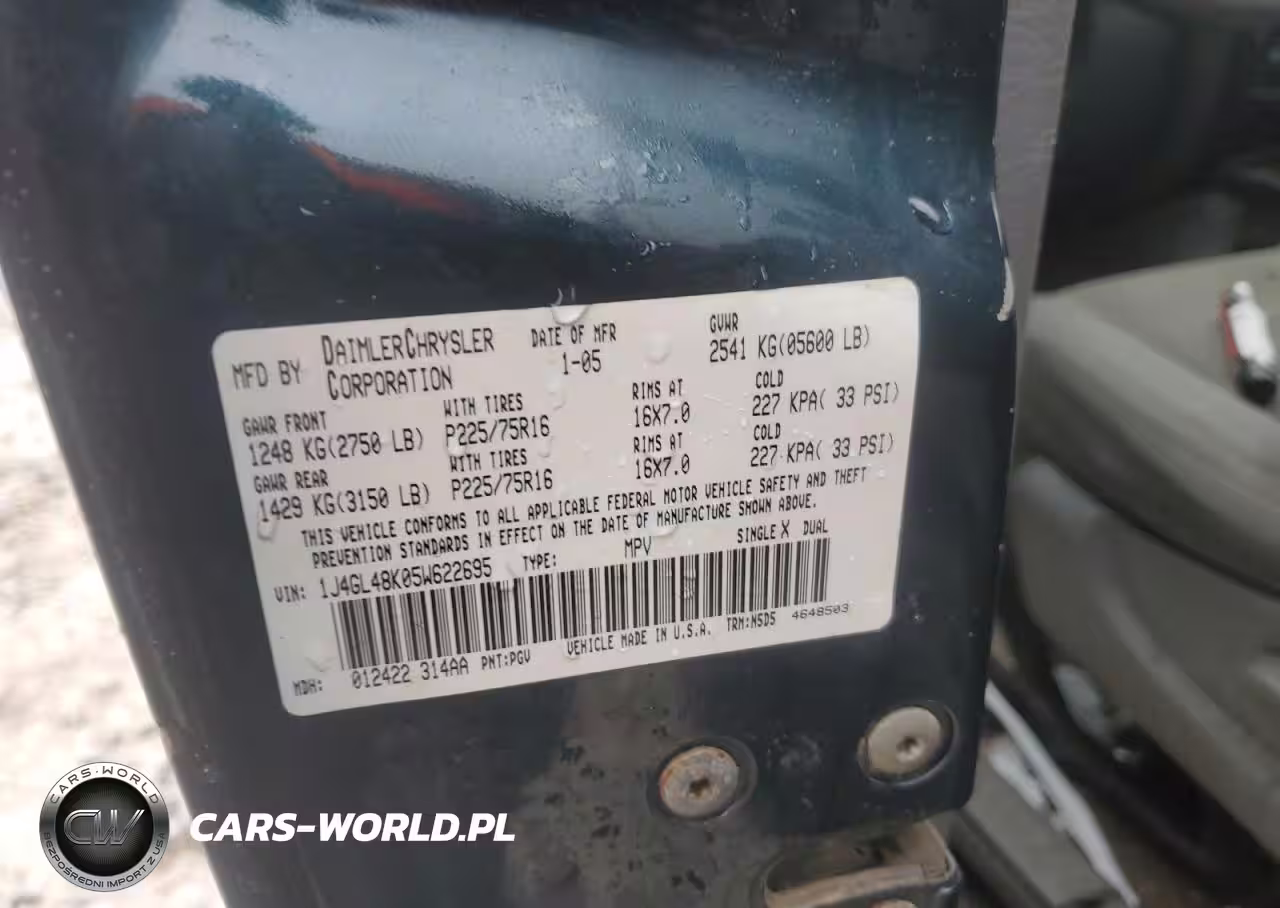 MFD BY DAIMLERCHRYSLER CORPORATION
DATE OF MFR
1-05
GVWR
2541 KG(05600 LB)
GAWR FRONT
1248 KG(2750 LB)
WITH TIRES
P225/75R16
RIMS AT
16X7.0
COLD
227 KPA( 33 PSI)
GAWR REAR
1429 KG(3150 LB)
WITH TIRES
P225/75R16
RIMS AT
16X7.0
COLD
227 KPA( 33 PSI)
THIS VEHICLE CONFORMS TO ALL APPLICABLE FEDERAL MOTOR VEHICLE SAFETY AND THEFT
PREVENTION STANDARDS IN EFFECT ON THE DATE OF MANUFACTURE SHOWN ABOVE.
VIN: 1J4GL48K05W622695 TYPE: MPV SINGLE X DUAL
MDH: 012422 314AA PNT:PGV VEHICLE MADE IN U.S.A. TRM:N5D5 4648503
CARS-WORLD
CW
BEZPOŚREDNI IMPORT Z USA
CARS-WORLD.PL